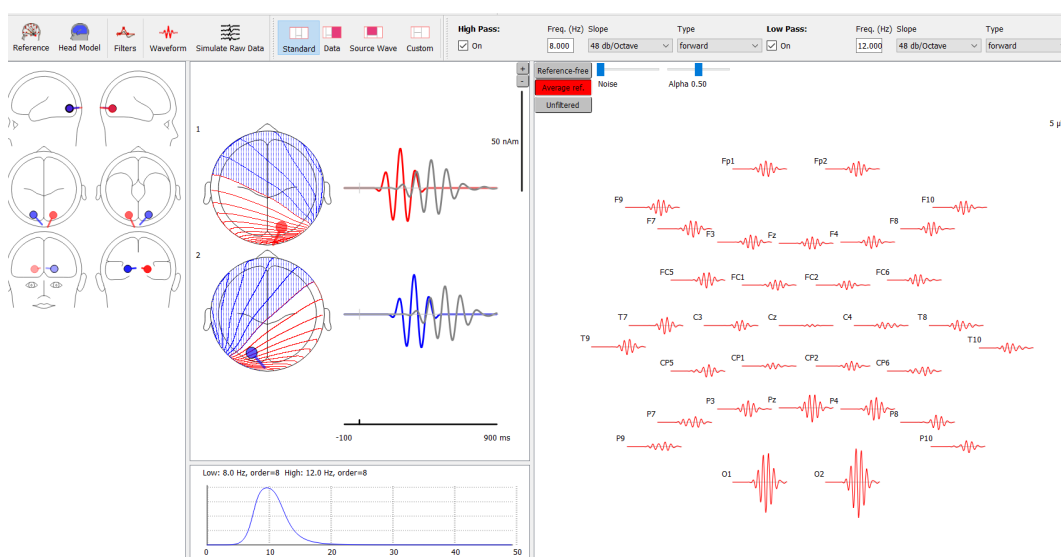 High Pass: Freq. (Hz) Slope Type Low Pass: Freq. (Hz) Slope Type
On 8.000 48 db/Octave forward On 12.000 48 db/Octave forward
Reference Head Model Filters Waveform Simulate Raw Data Standard Data Source Wave Custom
+
-
Reference-free
Average ref.
Unfiltered
Noise Alpha 0.50
1
50 nAm
5 µ
2
-100 900 ms
Low: 8.0 Hz, order=8 High: 12.0 Hz, order=8
0 10 20 30 40 50
Fp1 Fp2
F9 F10
F7 F3 Fz F4 F8
FC5 FC1 FC2 FC6
T7 C3 Cz C4 T8
T9 T10
CP5 CP1 CP2 CP6
P7 P3 Pz P4 P8
P9 P10
O1 O2